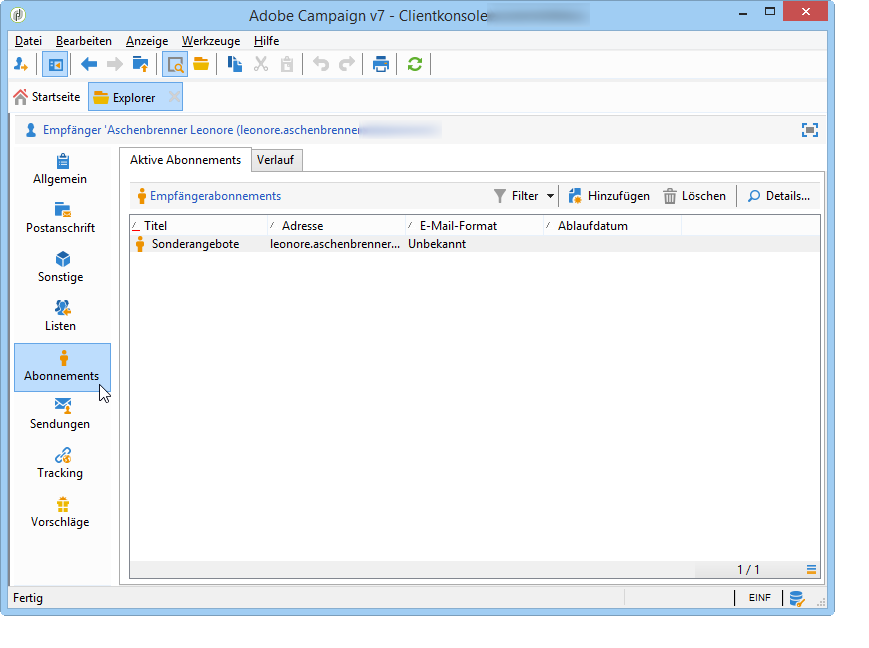 Adobe Campaign v7 - Clientkonsole
Datei Bearbeiten Anzeige Werkzeuge Hilfe
Startseite Explorer
Empfänger 'Aschenbrenner Leonore (leonore.aschenbrenner
Allgemein
Postanschrift
Sonstige
Listen
Abonnements
Sendungen
Tracking
Vorschläge
Aktive Abonnements Verlauf
Empfängerabonnements Filter Hinzufügen Löschen Details...
Titel Adresse E-Mail-Format Ablaufdatum
Sonderangebote leonore.aschenbrenner... Unbekannt
1 / 1
Fertig EINF